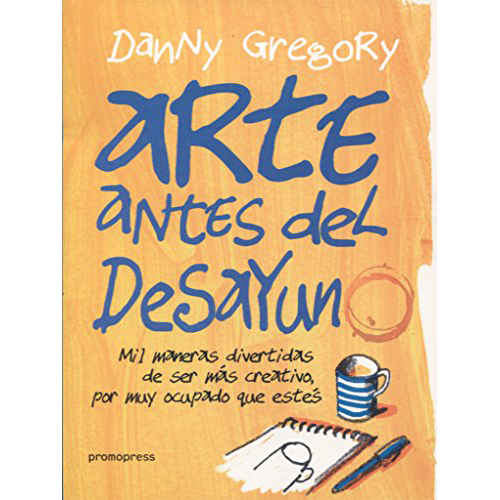 Danny Gregory
ARTE
ANTES del
Desayuno
Mil maneras divertidas
de ser más creativo,
por muy ocupado que estés
promopress